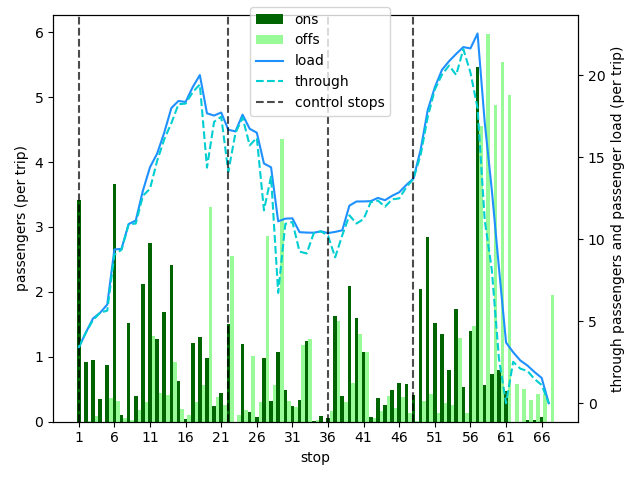 ons
offs
load
through
control stops
passengers (per trip)
0
1
2
3
4
5
6
through passengers and passenger load (per trip)
0
5
10
15
20
1 6 11 16 21 26 31 36 41 46 51 56 61 66
stop